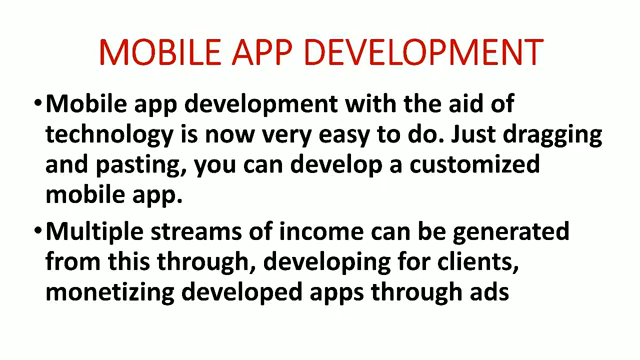 MOBILE APP DEVELOPMENT
•Mobile app development with the aid of
technology is now very easy to do. Just dragging
and pasting, you can develop a customized
mobile app.
•Multiple streams of income can be generated
from this through, developing for clients,
monetizing developed apps through ads